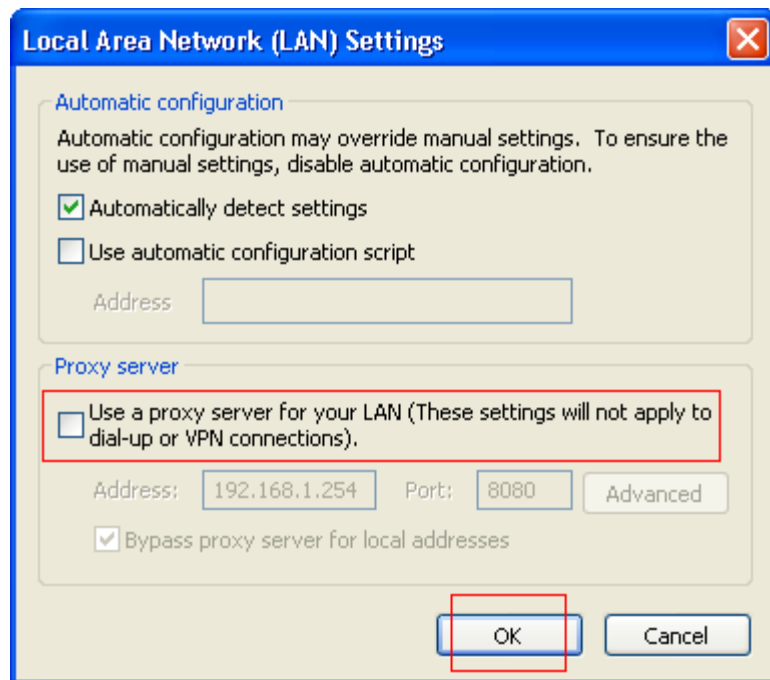 Local Area Network (LAN) Settings
Automatic configuration
Automatic configuration may override manual settings. To ensure the
use of manual settings, disable automatic configuration.
Automatically detect settings
Use automatic configuration script
Address
Proxy server
Use a proxy server for your LAN (These settings will not apply to
dial-up or VPN connections).
Address: 192.168.1.254 Port: 8080 Advanced
Bypass proxy server for local addresses
OK Cancel